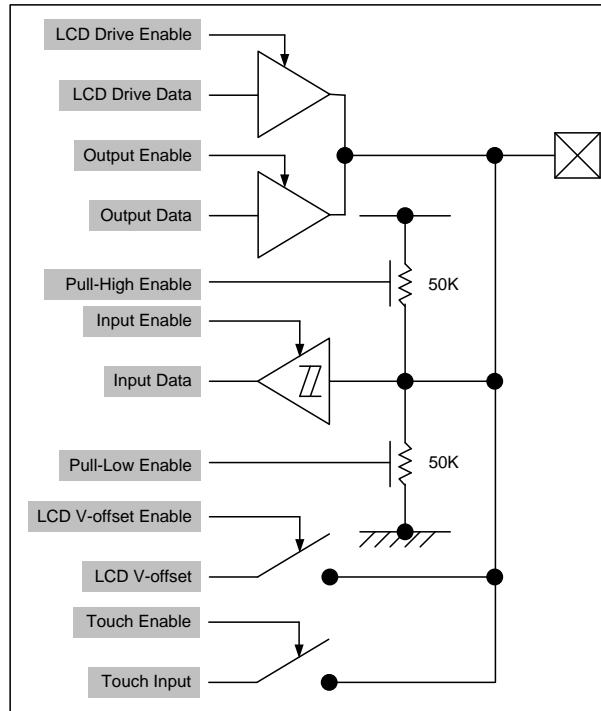 LCD Drive Enable
LCD Drive Data
Output Enable
Output Data
Pull-High Enable
50K
Input Enable
Input Data
Pull-Low Enable
50K
LCD V-offset Enable
LCD V-offset
Touch Enable
Touch Input